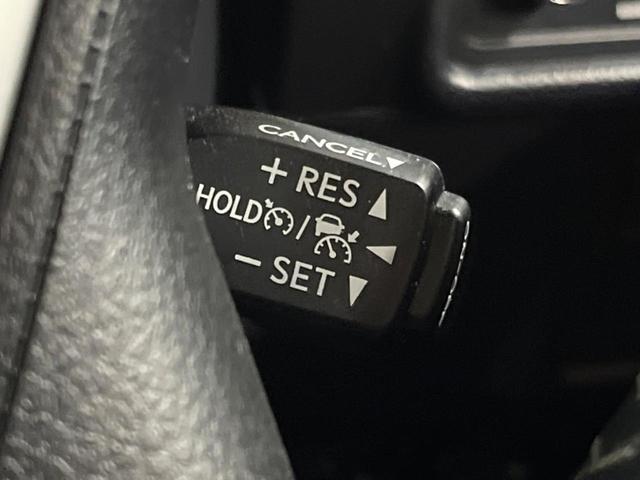 CANCEL
+ RES
HOLD /
- SET